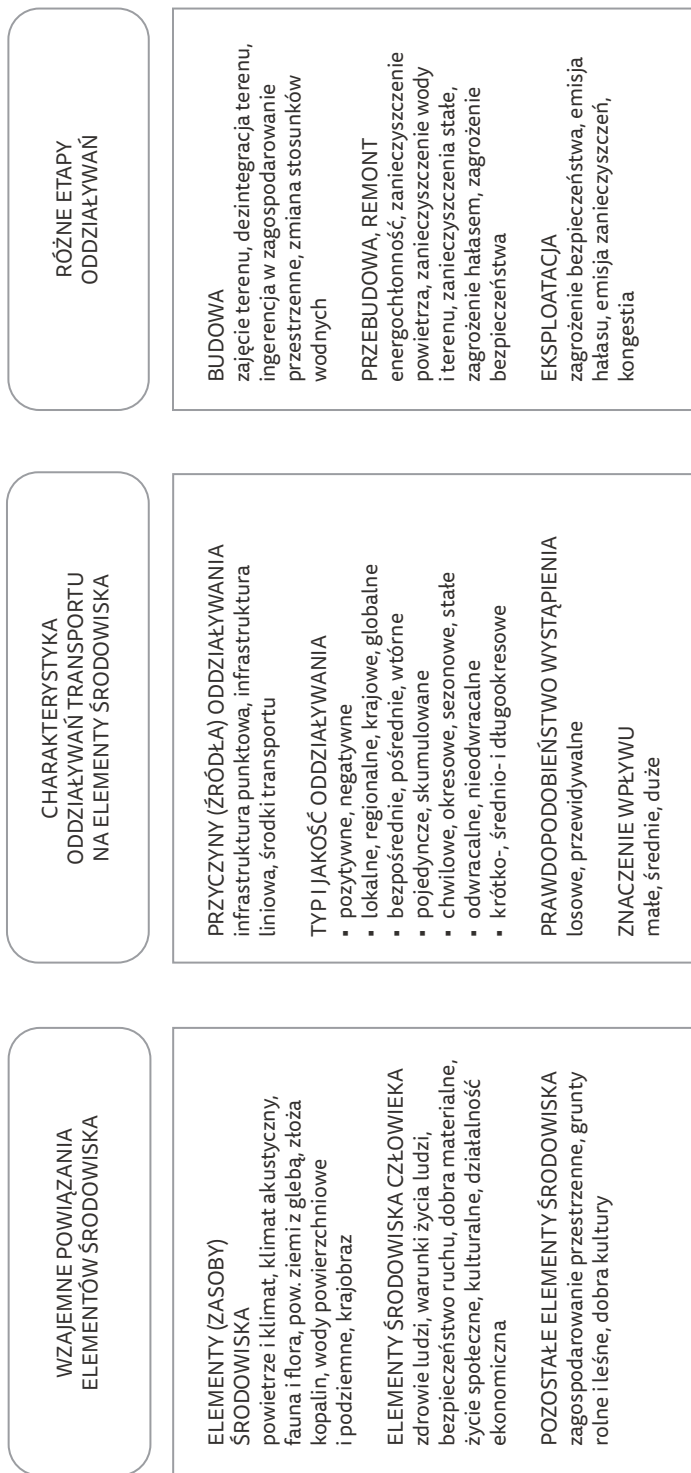 WZAJEMNE POWIĄZANIA
ELEMENTÓW ŚRODOWISKA
ELEMENTY (ZASOBY)
ŚRODOWISKA
powietrze i klimat, klimat akustyczny,
fauna i flora, pow. ziemi z glebą, złoża
kopalin, wody powierzchniowe
i podziemne, krajobraz
ELEMENTY ŚRODOWISKA CZŁOWIEKA
zdrowie ludzi, warunki życia ludzi,
bezpieczeństwo ruchu, dobra materialne,
życie społeczne, kulturalne, działalność
ekonomiczna
POZOSTAŁE ELEMENTY ŚRODOWISKA
zagospodarowanie przestrzenne, grunty
rolne i leśne, dobra kultury
CHARAKTERYSTYKA
ODDZIAŁYWAŃ TRANSPORTU
NA ELEMENTY ŚRODOWISKA
PRZYCZYNY (ŹRÓDŁA) ODDZIAŁYWANIA
infrastruktura punktowa, infrastruktura
liniowa, środki transportu
TYP I JAKOŚĆ ODDZIAŁYWANIA
▪ pozytywne, negatywne
▪ lokalne, regionalne, krajowe, globalne
▪ bezpośrednie, pośrednie, wtórne
▪ pojedyncze, skumulowane
▪ chwilowe, okresowe, sezonowe, stałe
▪ odwracalne, nieodwracalne
▪ krótko-, średnio- i długookresowe
PRAWDOPODOBIEŃSTWO WYSTĄPIENIA
losowe, przewidywalne
ZNACZENIE WPŁYWU
małe, średnie, duże
RÓŻNE ETAPY
ODDZIAŁYWAŃ
BUDOWA
zajęcie terenu, dezintegracja terenu,
ingerencja w zagospodarowanie
przestrzenne, zmiana stosunków
wodnych
PRZEBUDOWA, REMONT
energochłonność, zanieczyszczenie
powietrza, zanieczyszczenie wody
i terenu, zanieczyszczenia stałe,
zagrożenie hałasem, zagrożenie
bezpieczeństwa
EKSPLOATACJA
zagrożenie bezpieczeństwa, emisja
hałasu, emisja zanieczyszczeń,
kongestia